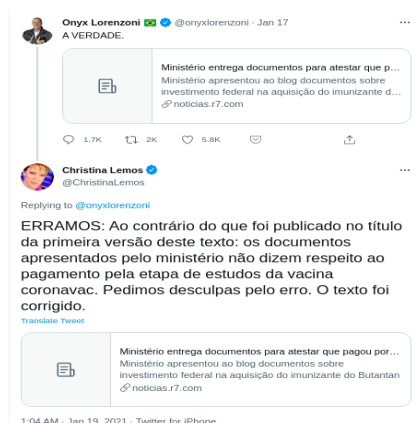 Onyx Lorenzoni 🇧🇷 @onyxlorenzoni · Jan 17
A VERDADE.
Ministério entrega documentos para atestar que p...
Ministério apresentou ao blog documentos sobre
investimento federal na aquisição do imunizante d...
noticias.r7.com
1.7K 2K 5.8K
Christina Lemos
@ChristinaLemos
Replying to @onyxlorenzoni
ERRAMOS: Ao contrário do que foi publicado no título
da primeira versão deste texto: os documentos
apresentados pelo ministério não dizem respeito ao
pagamento pela etapa de estudos da vacina
coronavac. Pedimos desculpas pelo erro. O texto foi
corrigido.
Translate Tweet
Ministério entrega documentos para atestar que pagou por...
Ministério apresentou ao blog documentos sobre
investimento federal na aquisição do imunizante do Butantan
noticias.r7.com
1:04 AM · Jan 19, 2021 · Twitter for iPhone